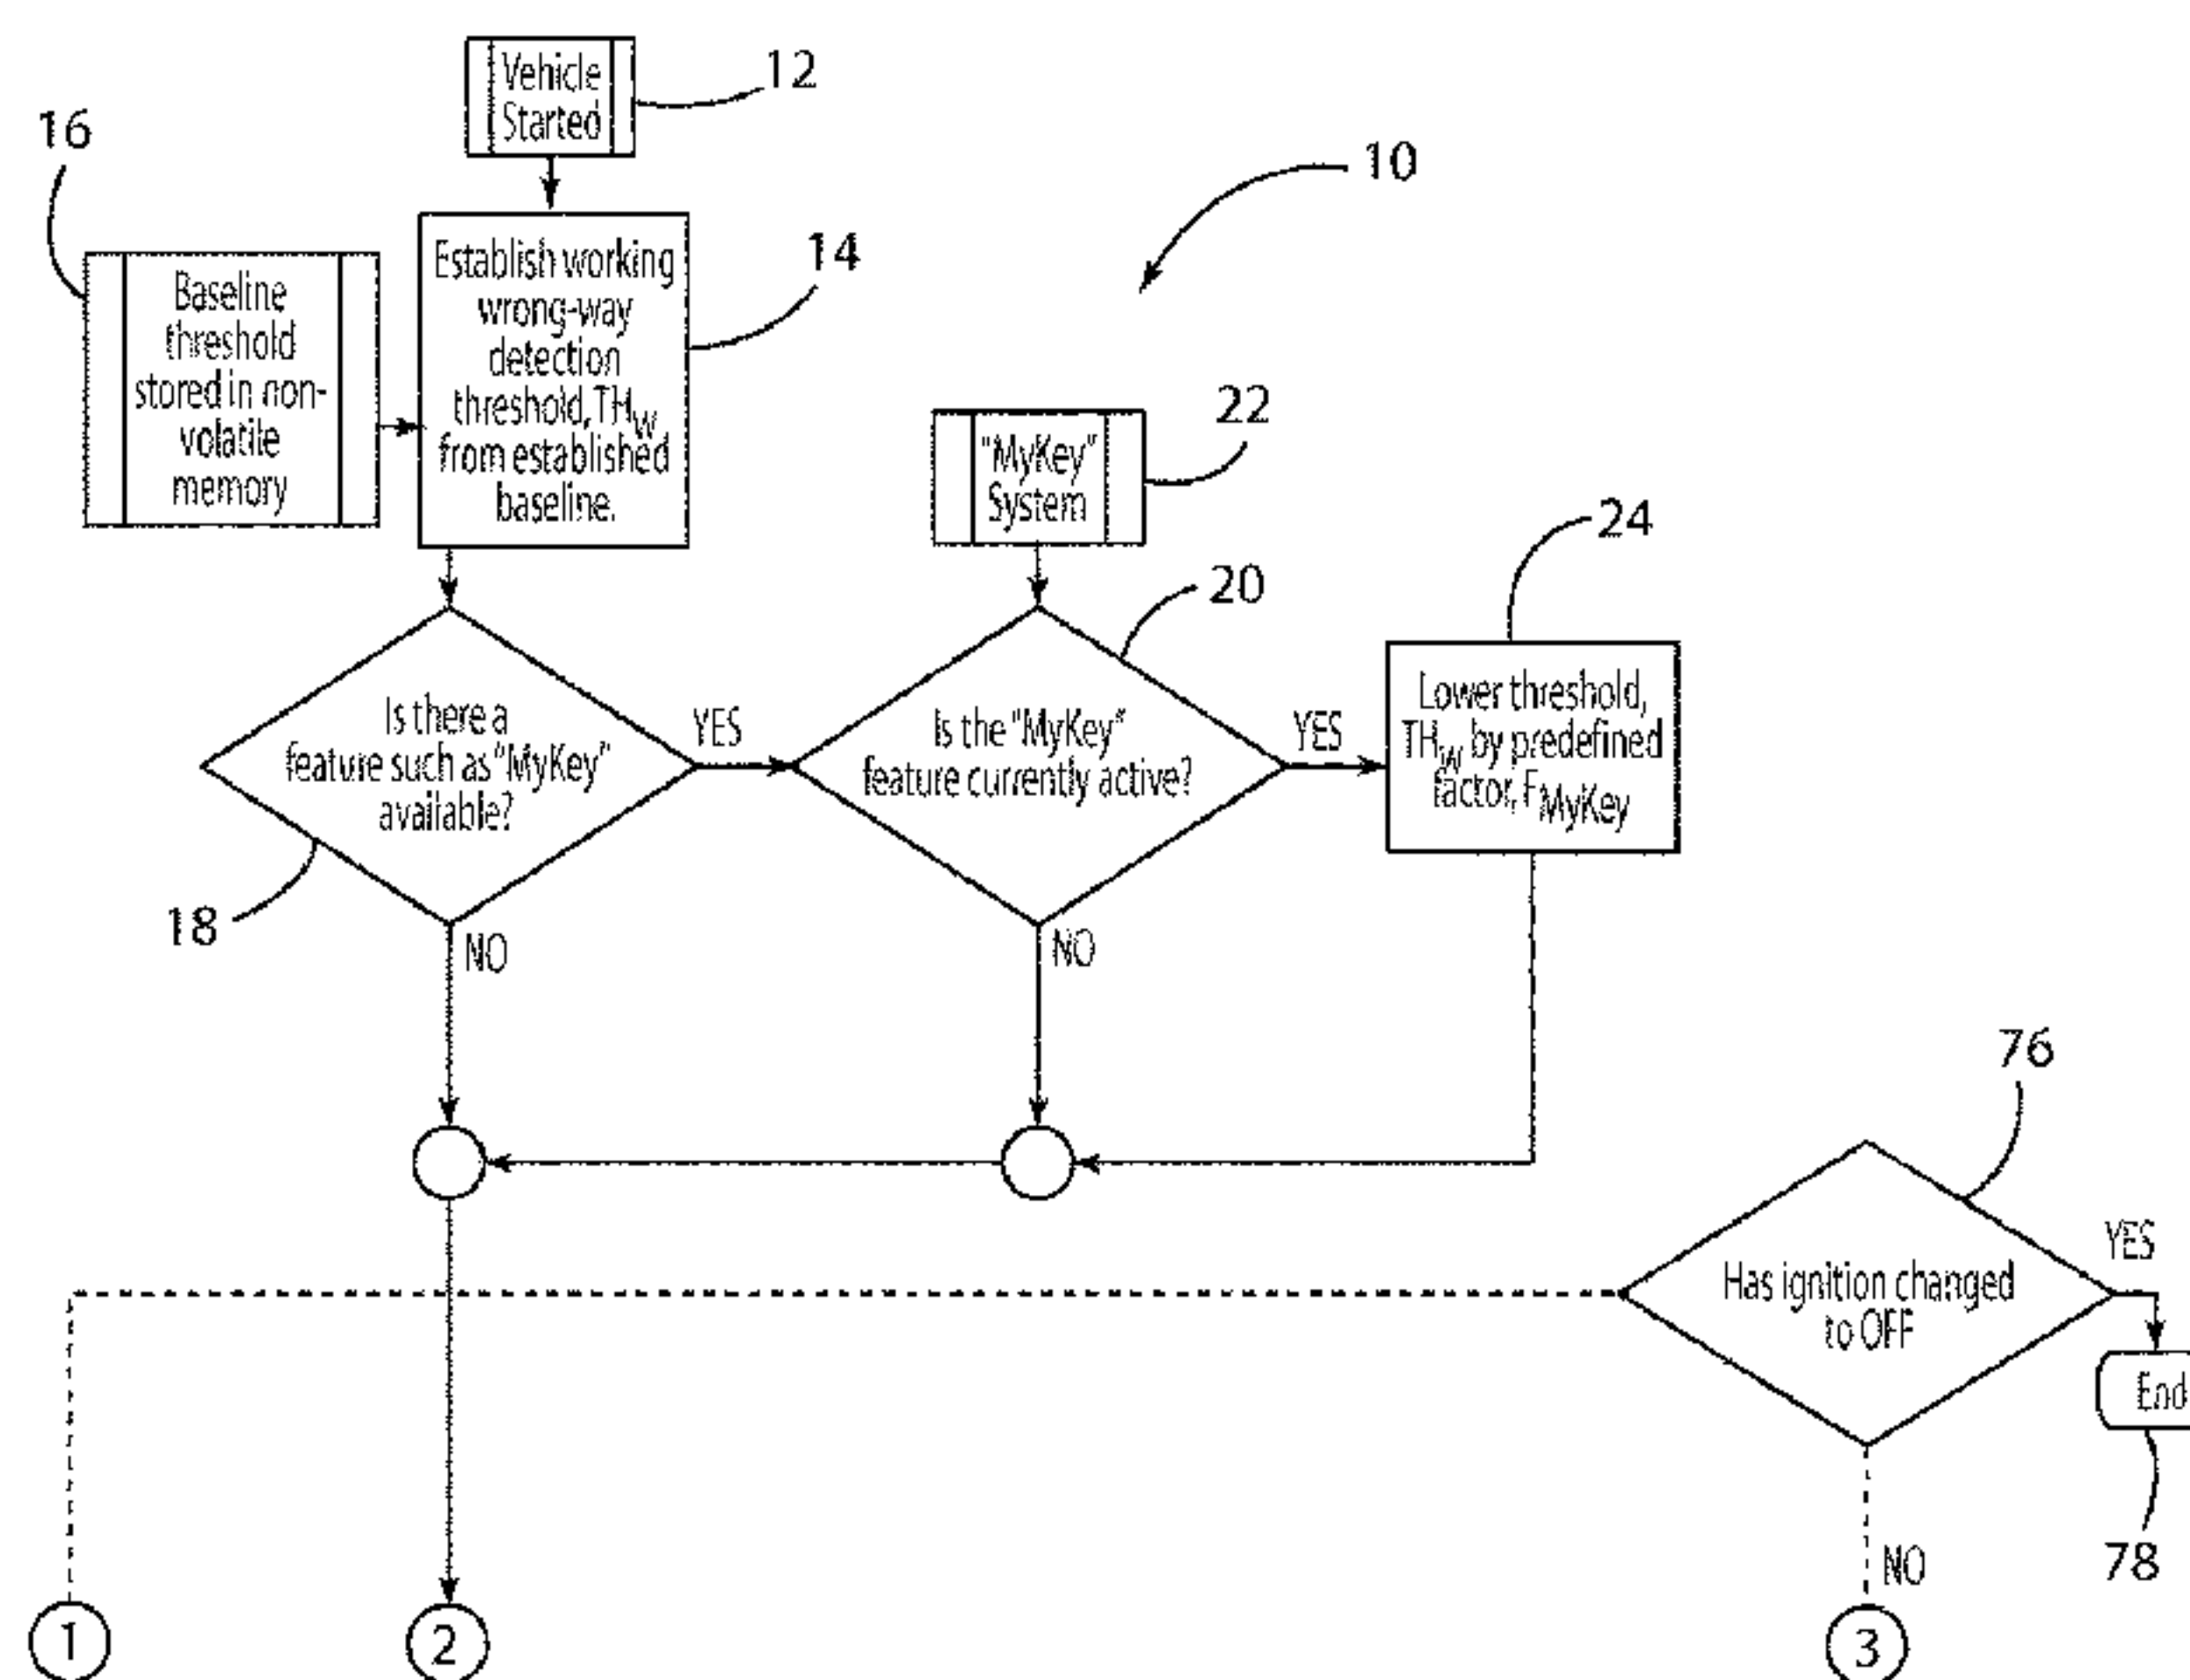 Vehicle
Started
12
16
10
Baseline
threshold
stored in non-
volatile
memory
Establish working
wrong-way
detection
threshold, THW
from established
baseline.
14
"MyKey"
System
22
20
24
Is there a
feature such as "MyKey"
available?
YES
18
NO
Is the "MyKey"
feature currently active?
YES
NO
Lower threshold,
THW by predefined
factor, FMyKey
76
Has ignition changed
to OFF
YES
End
78
NO
1
2
3